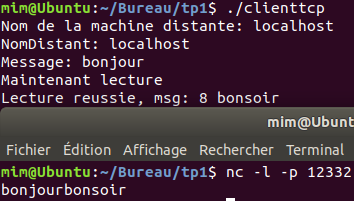 mim@Ubuntu:~/Bureau/tp1$ ./clienttcp
Nom de la machine distante: localhost
NomDistant: localhost
Message: bonjour
Maintenant lecture
Lecture reussie, msg: 8 bonsoir
mim@Ubunt
Fichier Édition Affichage Rechercher Terminal
mim@Ubuntu:~/Bureau/tp1$ nc -l -p 12332
bonjourbonsoir